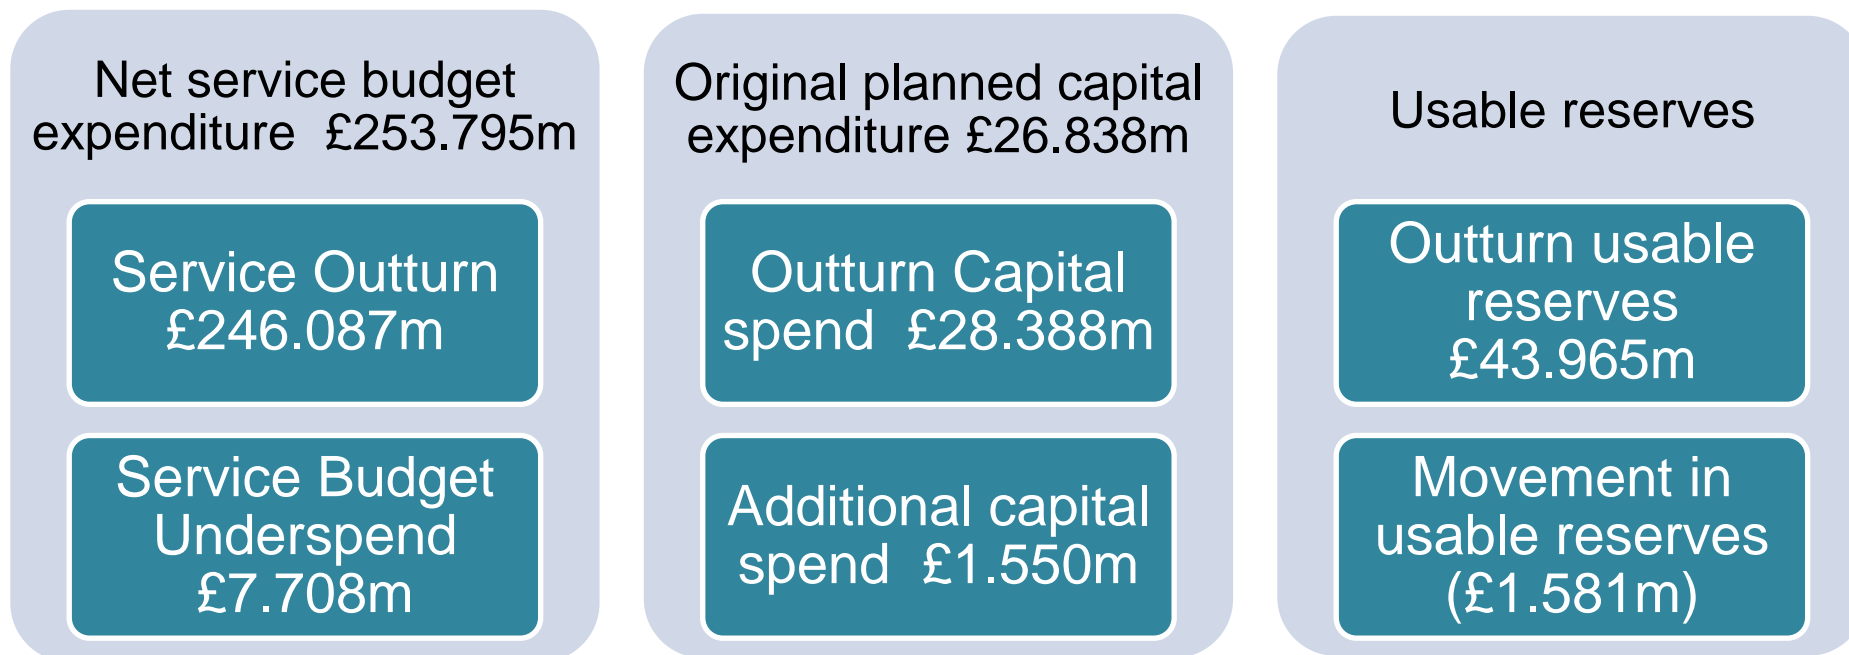 Net service budget
expenditure £253.795m
Service Outturn
£246.087m
Service Budget
Underspend
£7.708m
Original planned capital
expenditure £26.838m
Outturn Capital
spend £28.388m
Additional capital
spend £1.550m
Usable reserves
Outturn usable
reserves
£43.965m
Movement in
usable reserves
(£1.581m)